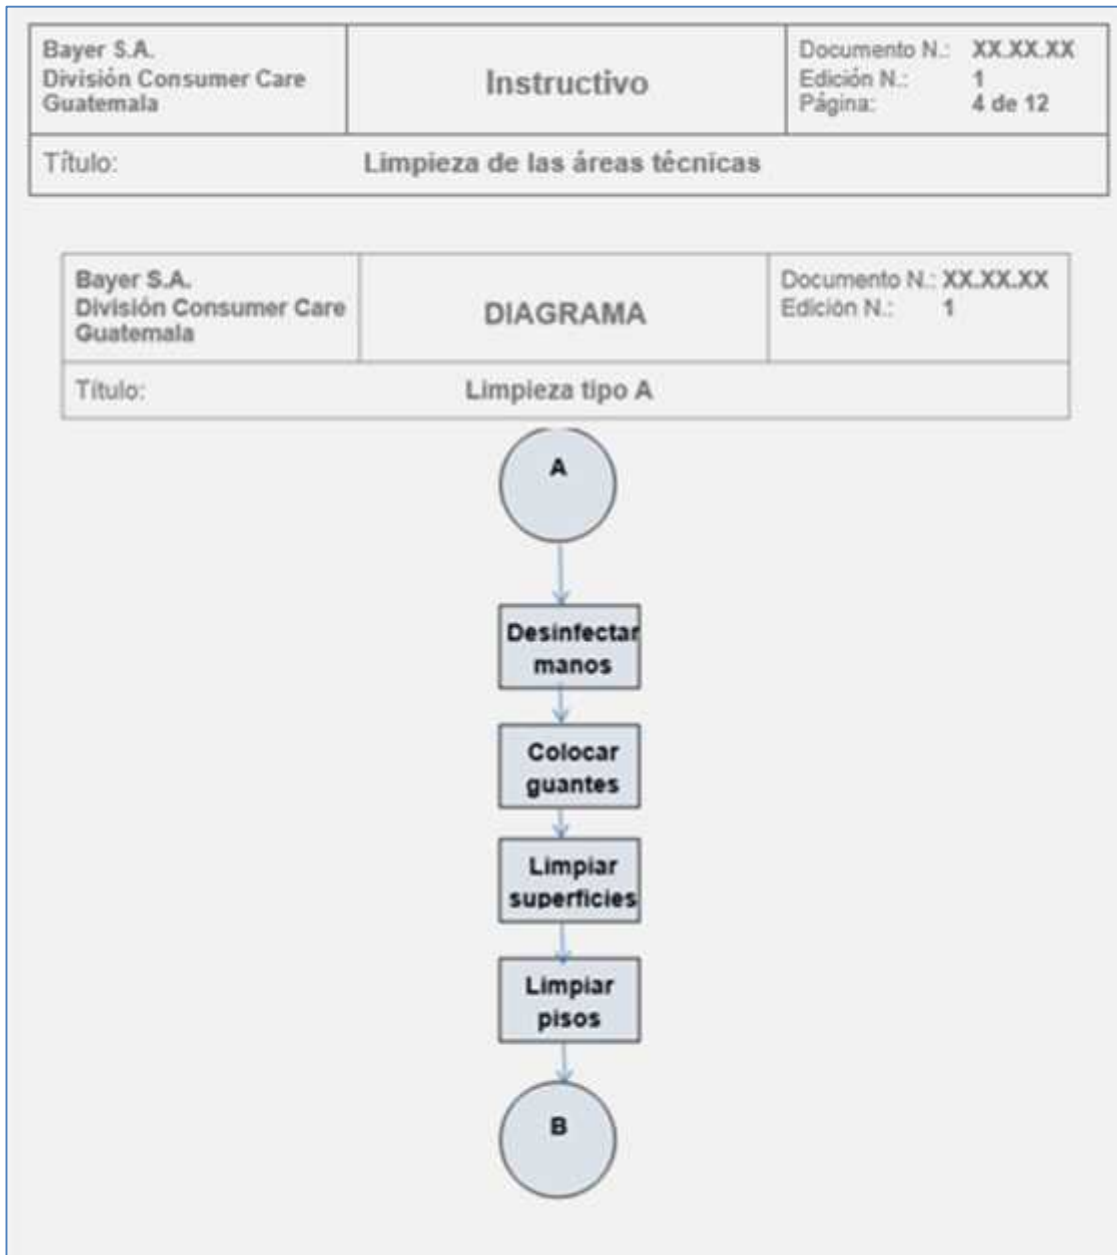 Bayer S.A.
División Consumer Care
Guatemala
Instructivo
Documento N.: XX.XX.XX
Edición N.: 1
Página: 4 de 12
Título: Limpieza de las áreas técnicas
Bayer S.A.
División Consumer Care
Guatemala
DIAGRAMA
Documento N.: XX.XX.XX
Edición N.: 1
Título: Limpieza tipo A
A
Desinfectar
manos
Colocar
guantes
Limpiar
superficies
Limpiar
pisos
B